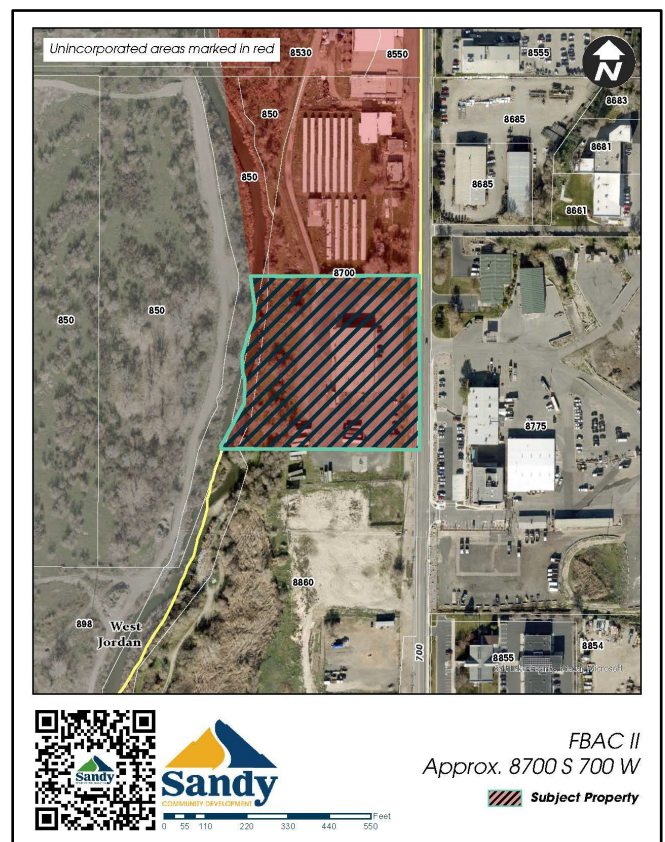 Unincorporated areas marked in red
8530
8550
8555
N
8683
850
8685
8681
850
8685
8661
8700
850
850
8775
8860
898
West
Jordan
700
8855
8854
Microsoft
Sandy
Sandy
COMMUNITY DEVELOPMENT
FBAC II
Approx. 8700 S 700 W
Subject Property
Feet
0 55 110 220 330 440 550